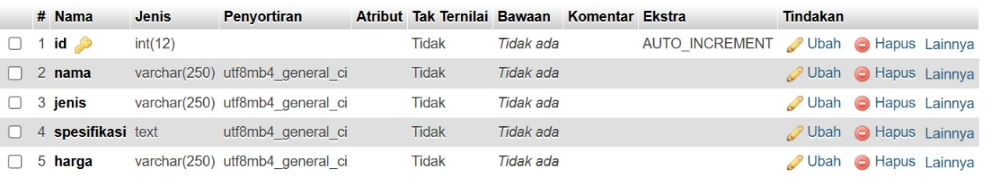 # Nama Jenis Penyortiran Atribut Tak Ternilai Bawaan Komentar Ekstra Tindakan
1 id int(12) Tidak Tidak ada AUTO_INCREMENT Ubah Hapus Lainnya
2 nama varchar(250) utf8mb4_general_ci Tidak Tidak ada Ubah Hapus Lainnya
3 jenis varchar(250) utf8mb4_general_ci Tidak Tidak ada Ubah Hapus Lainnya
4 spesifikasi text utf8mb4_general_ci Tidak Tidak ada Ubah Hapus Lainnya
5 harga varchar(250) utf8mb4_general_ci Tidak Tidak ada Ubah Hapus Lainnya